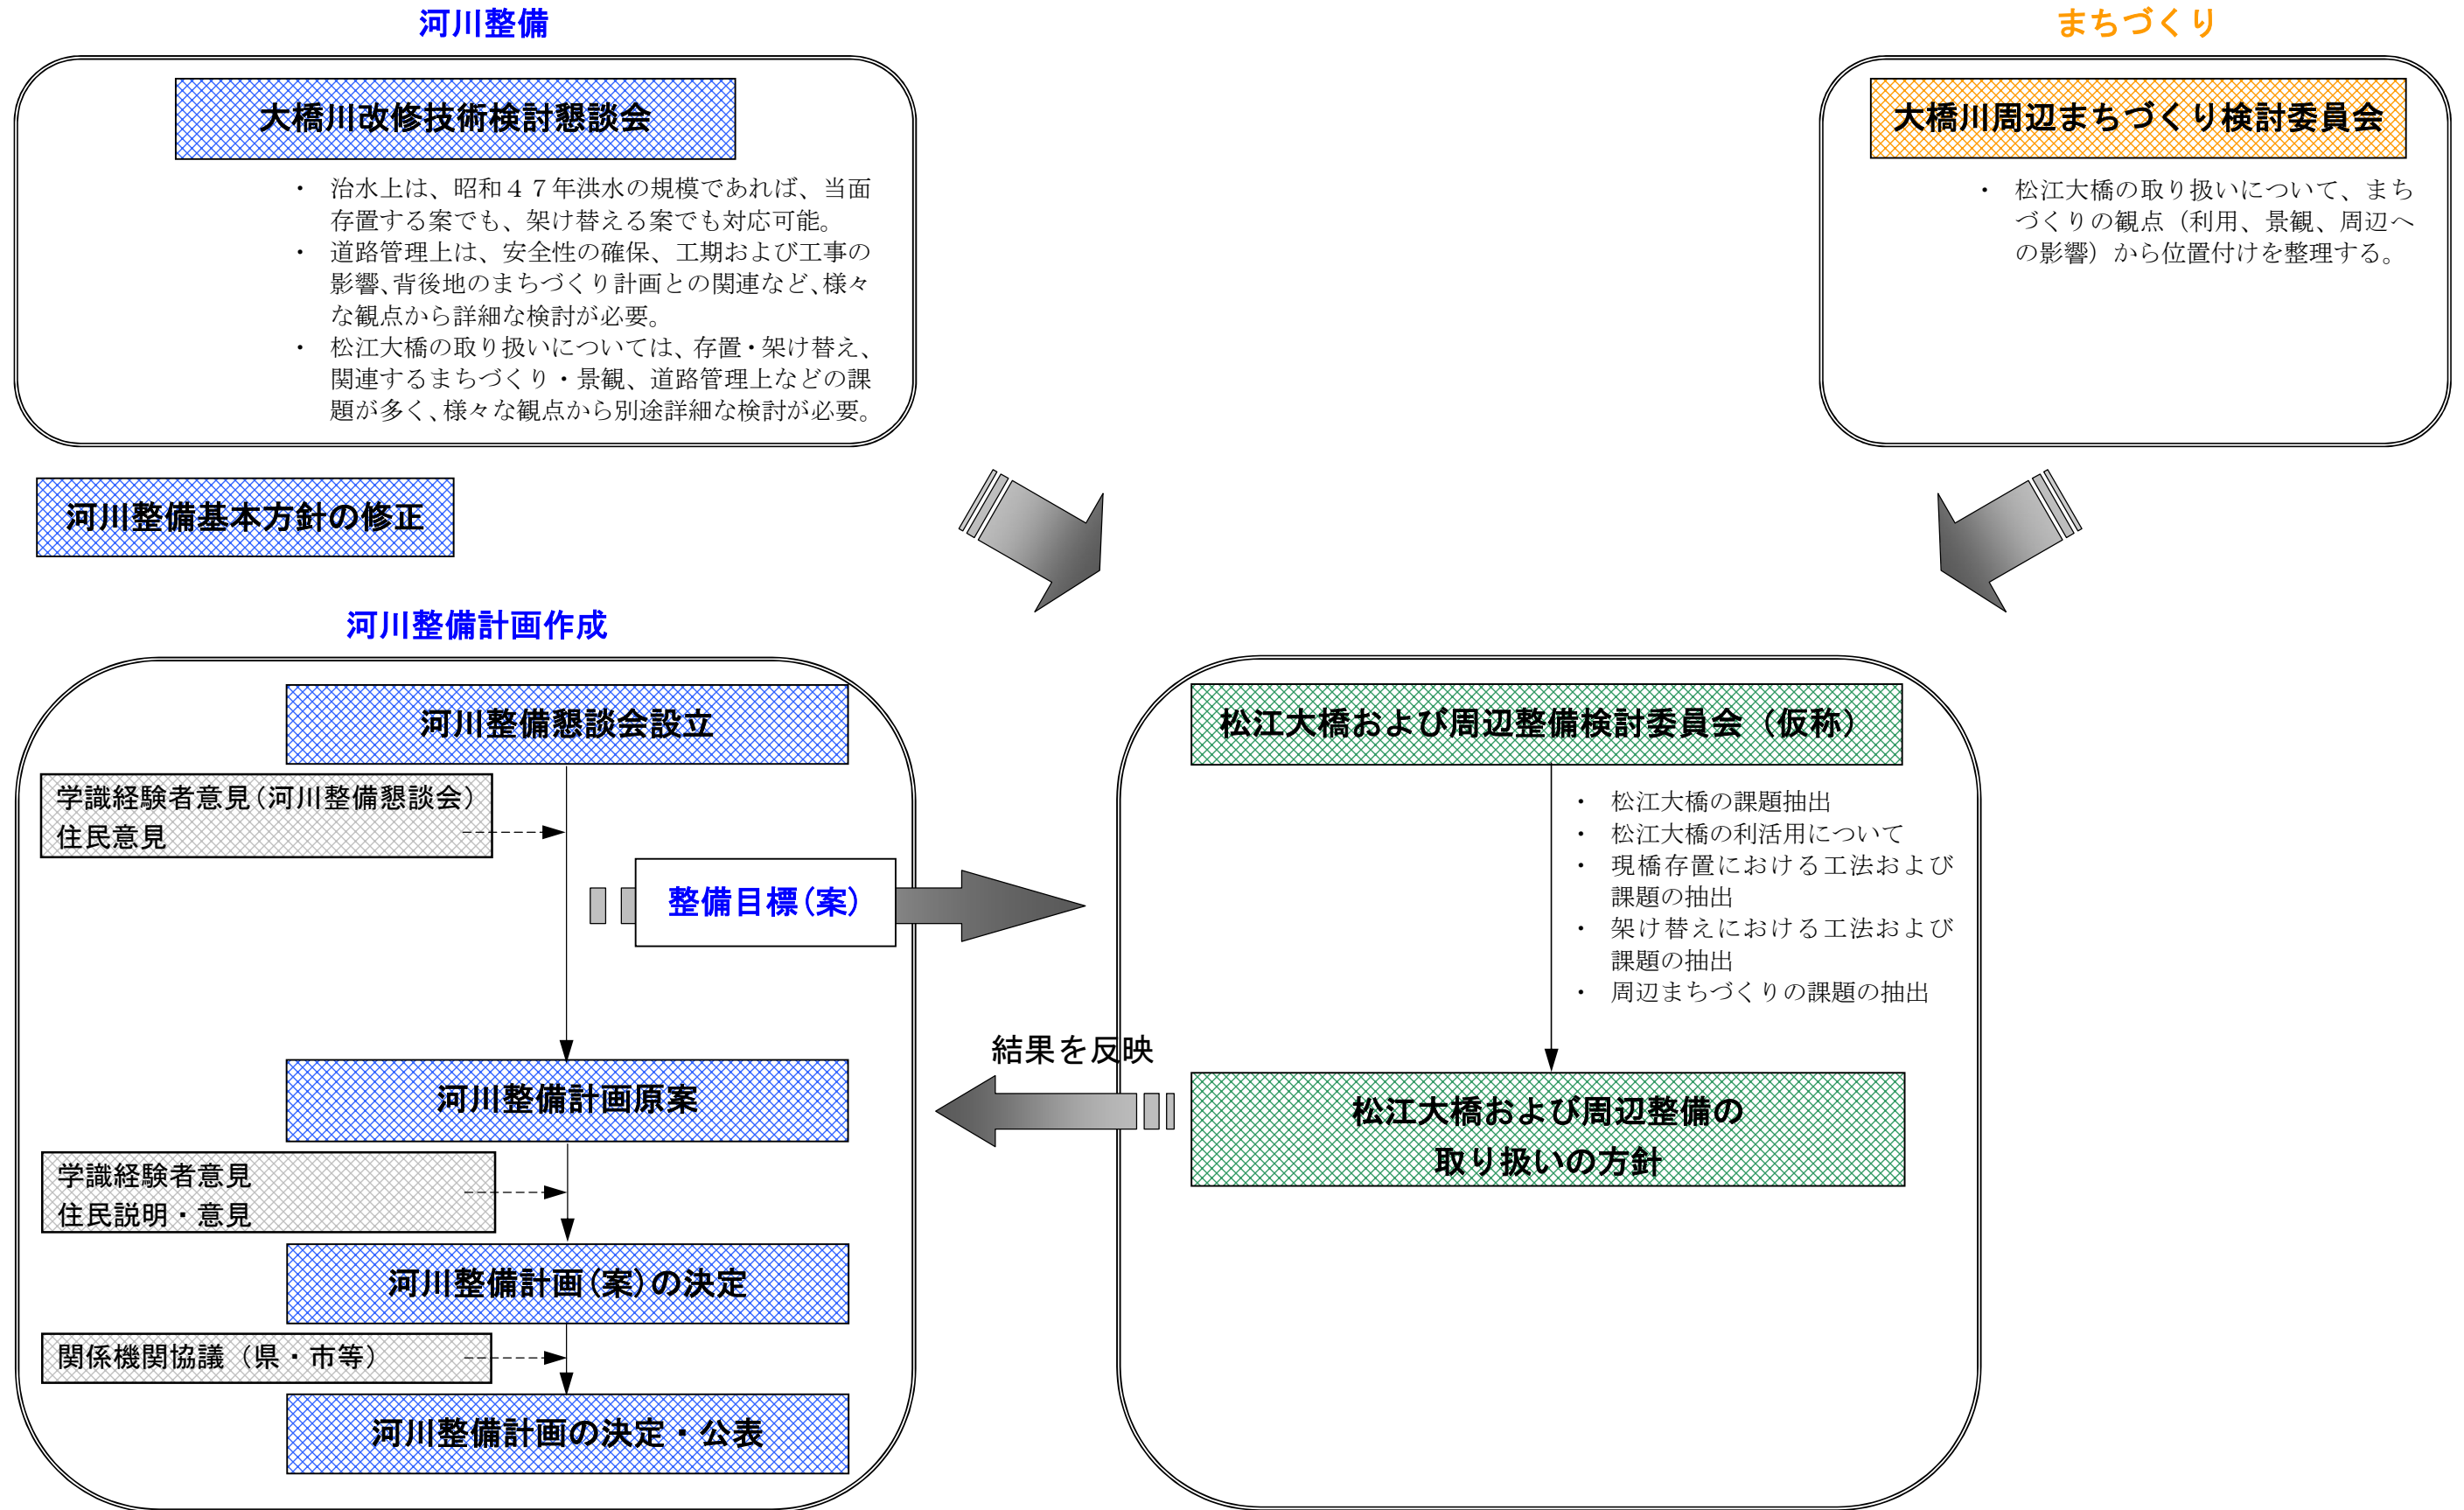 河川整備
大橋川改修技術検討懇談会
・ 治水上は、昭和４７年洪水の規模であれば、当面
存置する案でも、架け替える案でも対応可能。
・ 道路管理上は、安全性の確保、工期および工事の
影響、背後地のまちづくり計画との関連など、様々
な観点から詳細な検討が必要。
・ 松江大橋の取り扱いについては、存置・架け替え、
関連するまちづくり・景観、道路管理上などの課
題が多く、様々な観点から別途詳細な検討が必要。
まちづくり
大橋川周辺まちづくり検討委員会
・ 松江大橋の取り扱いについて、まち
づくりの観点（利用、景観、周辺へ
の影響）から位置付けを整理する。
河川整備基本方針の修正
河川整備計画作成
河川整備懇談会設立
学識経験者意見（河川整備懇談会）
住民意見
整備目標（案）
河川整備計画原案
学識経験者意見
住民説明・意見
河川整備計画（案）の決定
関係機関協議（県・市等）
河川整備計画の決定・公表
松江大橋および周辺整備検討委員会（仮称）
・ 松江大橋の課題抽出
・ 松江大橋の利活用について
・ 現橋存置における工法および
課題の抽出
・ 架け替えにおける工法および
課題の抽出
・ 周辺まちづくりの課題の抽出
結果を反映
松江大橋および周辺整備の
取り扱いの方針